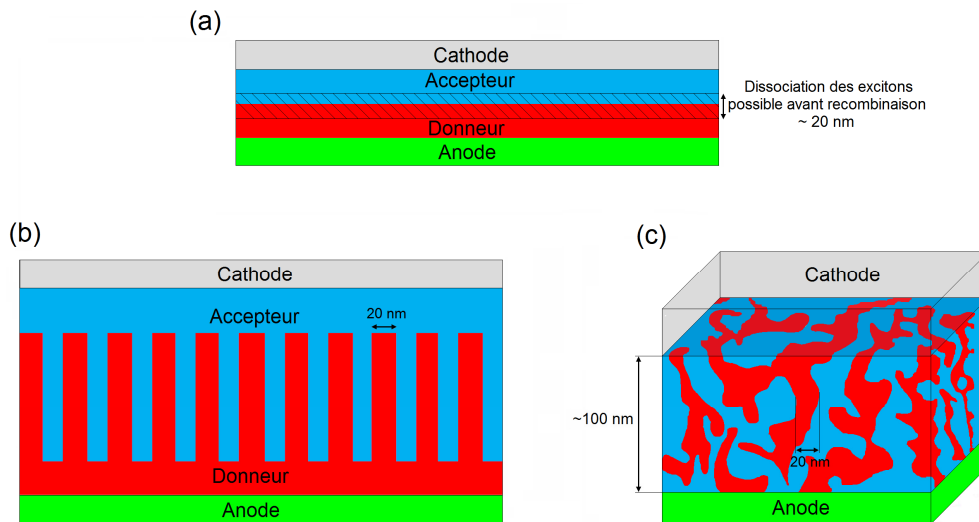 (a)
Cathode
Accepteur
Donneur
Anode
Dissociation des excitons
possible avant recombinaison
~ 20 nm
(b)
Cathode
Accepteur
20 nm
Donneur
Anode
(c)
Cathode
~100 nm
20 nm
Anode